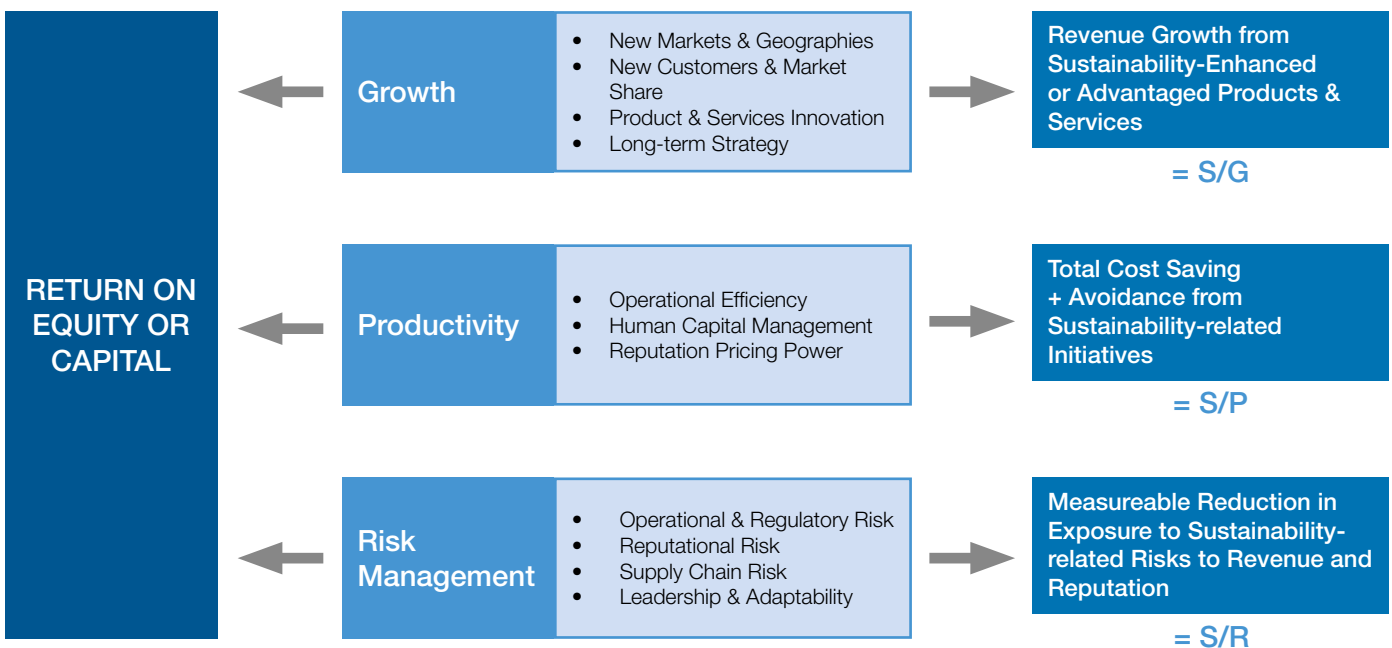 RETURN ON
EQUITY OR
CAPITAL
Growth
• New Markets & Geographies
• New Customers & Market
Share
• Product & Services Innovation
• Long-term Strategy
Revenue Growth from
Sustainability-Enhanced
or Advantaged Products &
Services
= S/G
Productivity
• Operational Efficiency
• Human Capital Management
• Reputation Pricing Power
Total Cost Saving
+ Avoidance from
Sustainability-related
Initiatives
= S/P
Risk
Management
• Operational & Regulatory Risk
• Reputational Risk
• Supply Chain Risk
• Leadership & Adaptability
Measureable Reduction in
Exposure to Sustainability-
related Risks to Revenue and
Reputation
= S/R